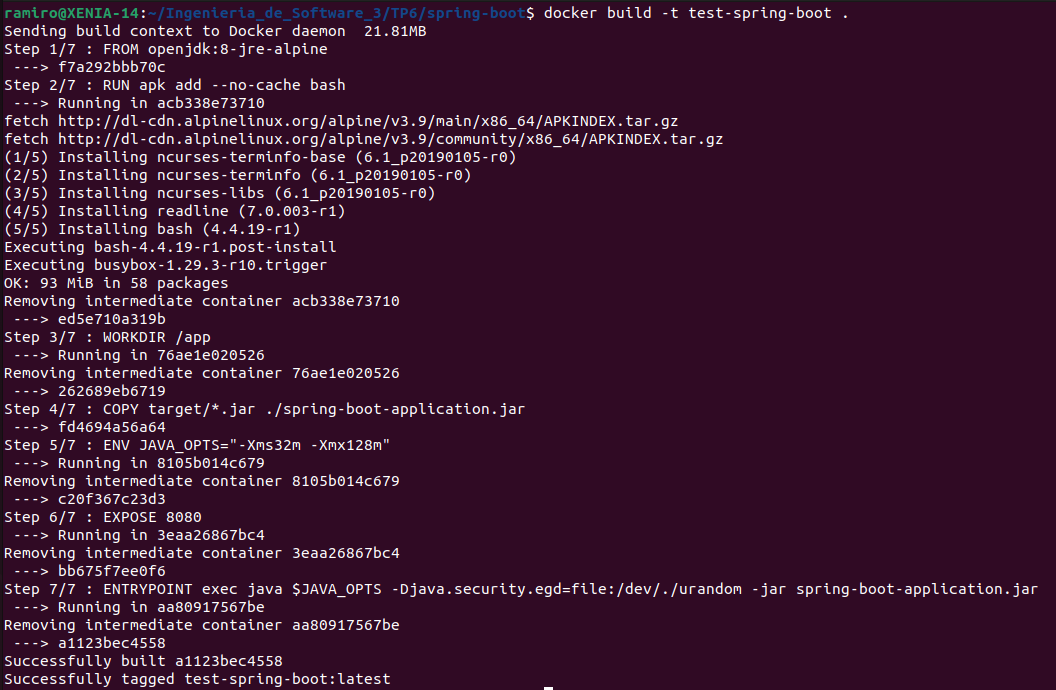 ramiro@XENIA-14:~/Ingenieria_de_Software_3/TP6/spring-boot$ docker build -t test-spring-boot .
Sending build context to Docker daemon  21.81MB
Step 1/7 : FROM openjdk:8-jre-alpine
 ---> f7a292bbb70c
Step 2/7 : RUN apk add --no-cache bash
 ---> Running in acb338e73710
fetch http://dl-cdn.alpinelinux.org/alpine/v3.9/main/x86_64/APKINDEX.tar.gz
fetch http://dl-cdn.alpinelinux.org/alpine/v3.9/community/x86_64/APKINDEX.tar.gz
(1/5) Installing ncurses-terminfo-base (6.1_p20190105-r0)
(2/5) Installing ncurses-terminfo (6.1_p20190105-r0)
(3/5) Installing ncurses-libs (6.1_p20190105-r0)
(4/5) Installing readline (7.0.003-r1)
(5/5) Installing bash (4.4.19-r1)
Executing bash-4.4.19-r1.post-install
Executing busybox-1.29.3-r10.trigger
OK: 93 MiB in 58 packages
Removing intermediate container acb338e73710
 ---> ed5e710a319b
Step 3/7 : WORKDIR /app
 ---> Running in 76ae1e020526
Removing intermediate container 76ae1e020526
 ---> 262689eb6719
Step 4/7 : COPY target/*.jar ./spring-boot-application.jar
 ---> fd4694a56a64
Step 5/7 : ENV JAVA_OPTS="-Xms32m -Xmx128m"
 ---> Running in 8105b014c679
Removing intermediate container 8105b014c679
 ---> c20f367c23d3
Step 6/7 : EXPOSE 8080
 ---> Running in 3eaa26867bc4
Removing intermediate container 3eaa26867bc4
 ---> bb675f7ee0f6
Step 7/7 : ENTRYPOINT exec java $JAVA_OPTS -Djava.security.egd=file:/dev/./urandom -jar spring-boot-application.jar
 ---> Running in aa80917567be
Removing intermediate container aa80917567be
 ---> a1123bec4558
Successfully built a1123bec4558
Successfully tagged test-spring-boot:latest